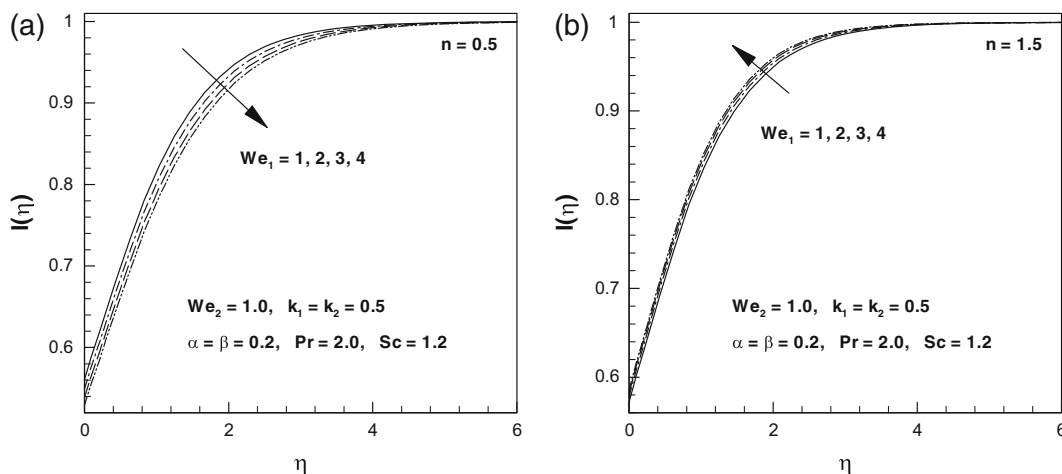 (a)
n = 0.5
We₁ = 1, 2, 3, 4
We₂ = 1.0, k₁ = k₂ = 0.5
α = β = 0.2, Pr = 2.0, Sc = 1.2
l(η)
1
0.9
0.8
0.7
0.6
0 2 4 6
η
(b)
n = 1.5
We₁ = 1, 2, 3, 4
We₂ = 1.0, k₁ = k₂ = 0.5
α = β = 0.2, Pr = 2.0, Sc = 1.2
l(η)
1
0.9
0.8
0.7
0.6
0 2 4 6
η